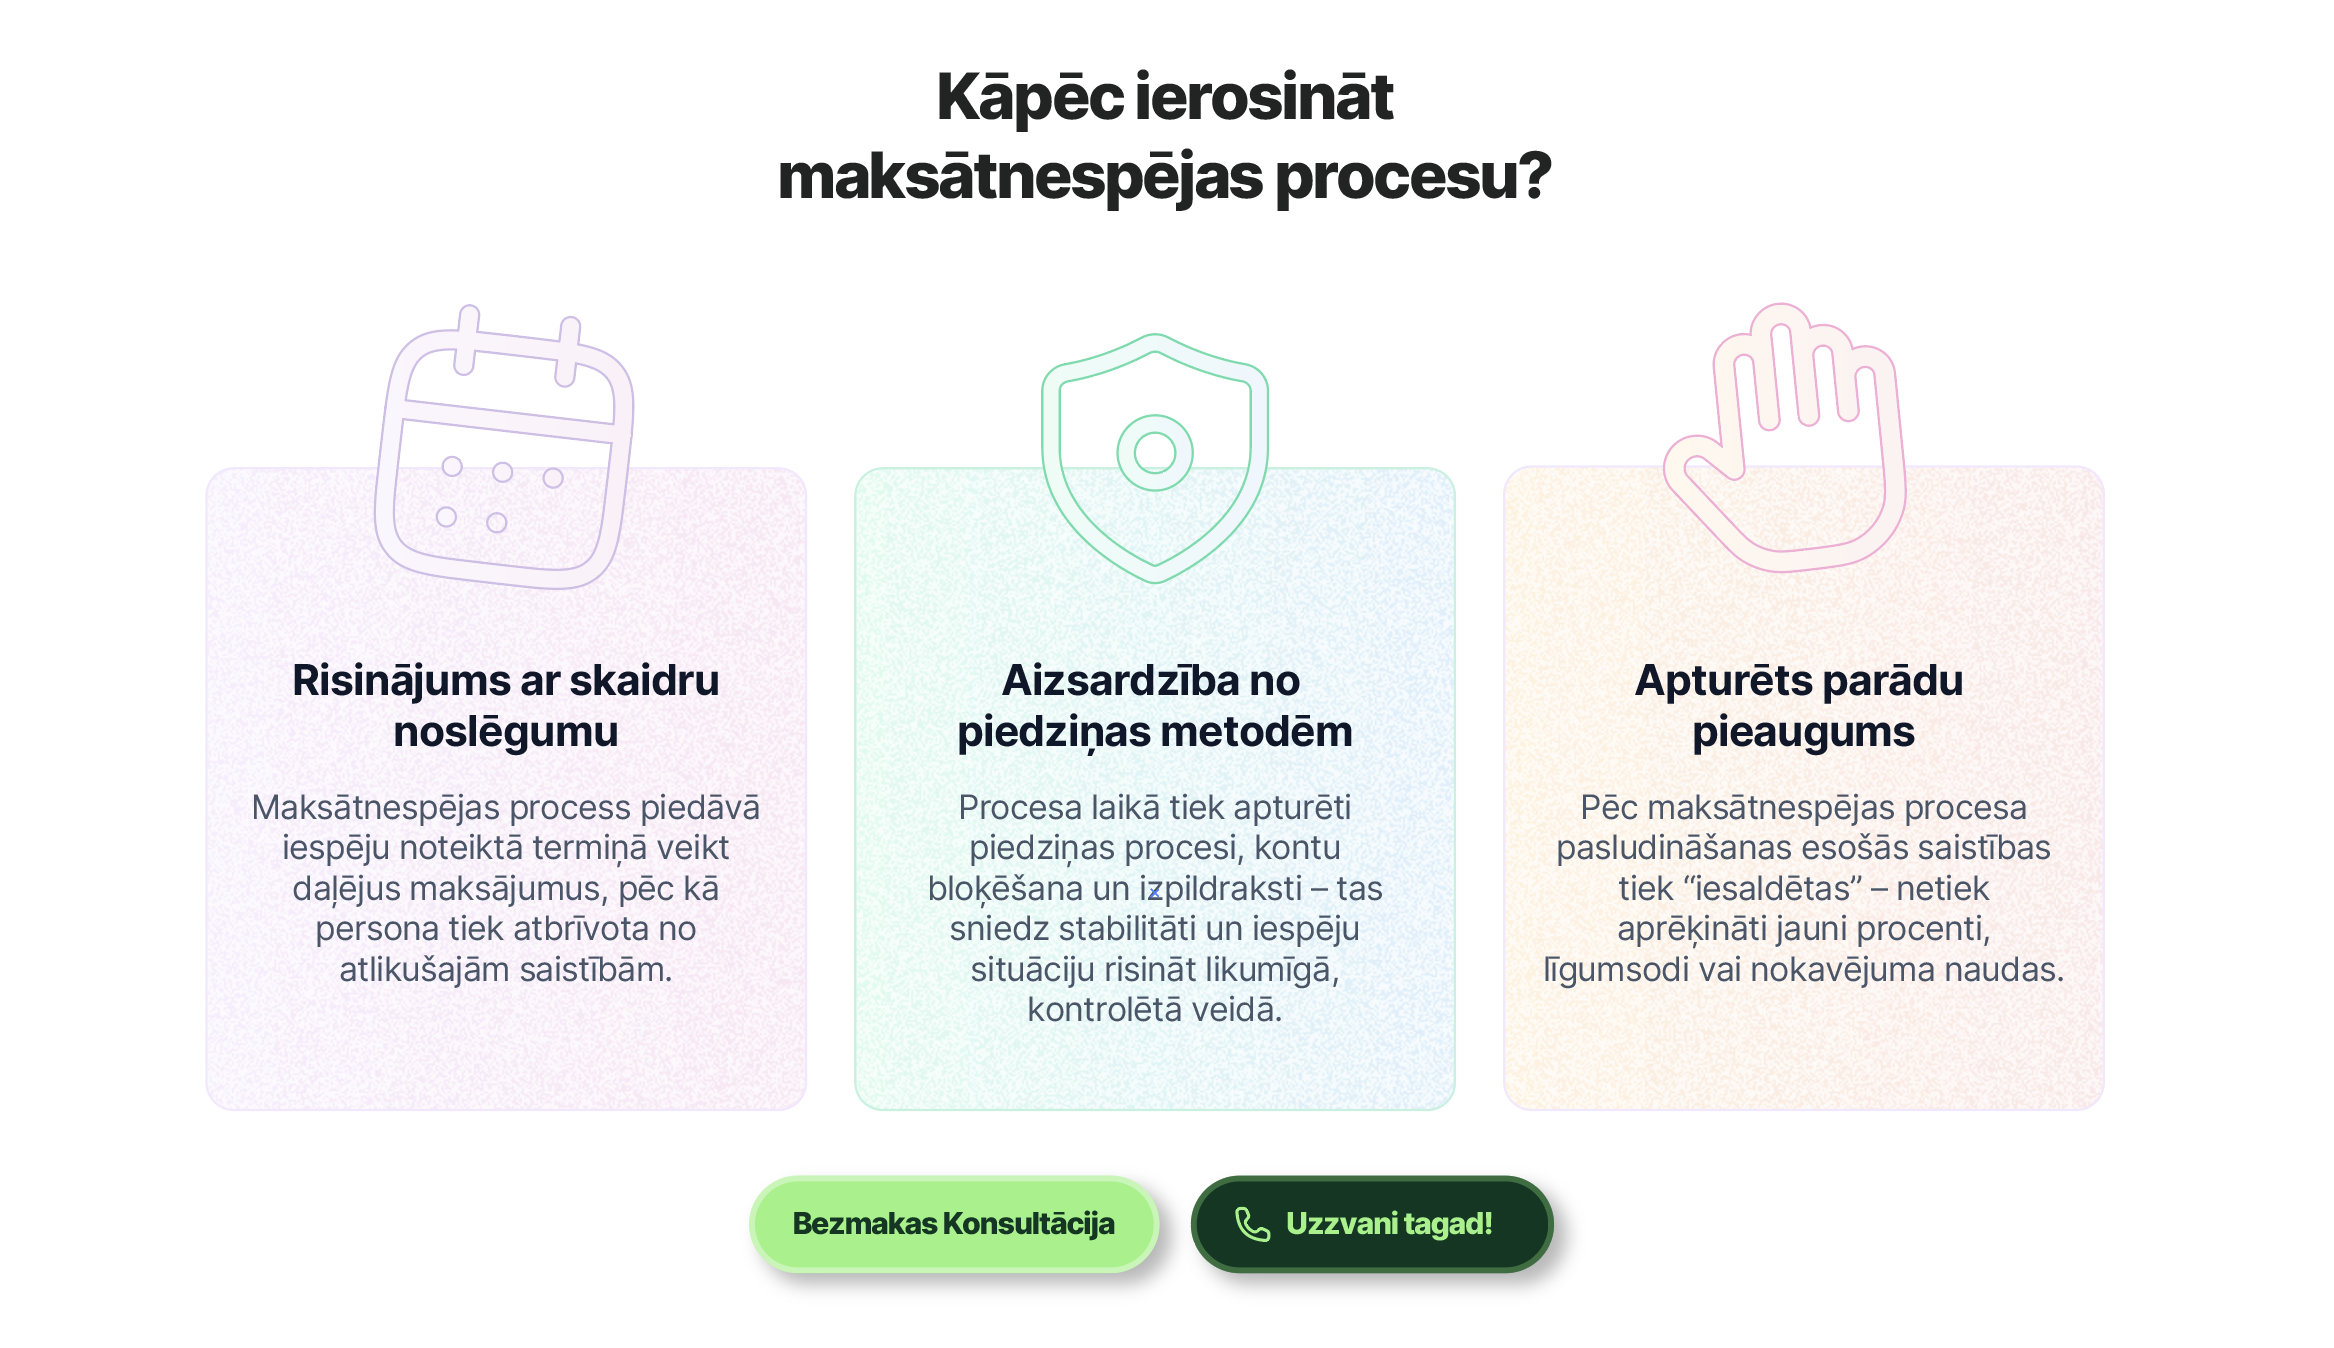 Kāpēc ierosināt
maksātnespējas procesu?
Risinājums ar skaidru
noslēgumu
Maksātnespējas process piedāvā
iespēju noteiktā termiņā veikt
daļējus maksājumus, pēc kā
persona tiek atbrīvota no
atlikušajām saistībām.
Aizsardzība no
piedziņas metodēm
Procesa laikā tiek apturēti
piedziņas procesi, kontu
bloķēšana un izpildraksti – tas
sniedz stabilitāti un iespēju
situāciju risināt likumīgā,
kontrolētā veidā.
Apturēts parādu
pieaugums
Pēc maksātnespējas procesa
pasludināšanas esošās saistības
tiek “iesaldētas” – netiek
aprēķināti jauni procenti,
līgumsodi vai nokavējuma naudas.
Bezmakas Konsultācija
Uzzvani tagad!